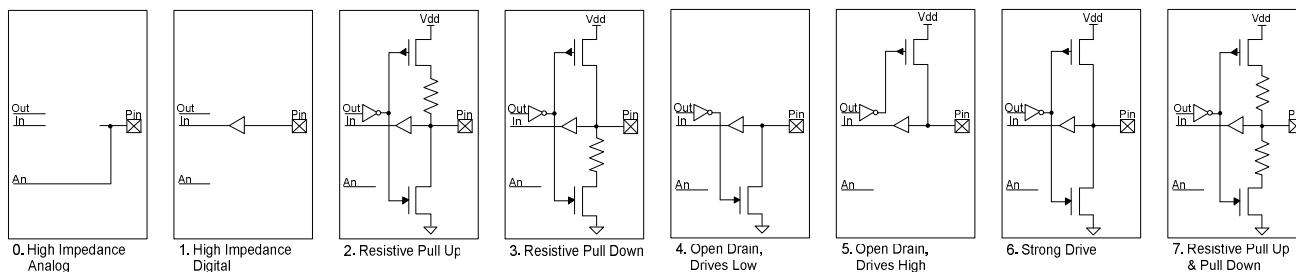 Out
In
Pin
An
0. High Impedance
Analog
Out
In
Pin
An
1. High Impedance
Digital
Vdd
Out
In
Pin
An
2. Resistive Pull Up
Vdd
Out
In
Pin
An
3. Resistive Pull Down
Out
In
Pin
An
4. Open Drain,
Drives Low
Vdd
Out
In
Pin
An
5. Open Drain,
Drives High
Vdd
Out
In
Pin
An
6. Strong Drive
Vdd
Out
In
Pin
An
7. Resistive Pull Up
& Pull Down